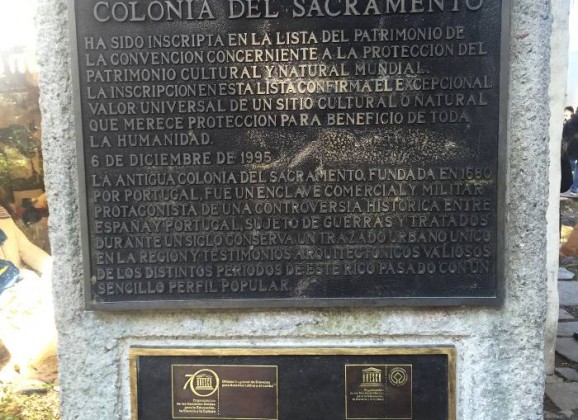 COLONIA DEL SACRAMENTO
HA SIDO INSCRIPTA EN LA LISTA DEL PATRIMONIO DE
LA CONVENCION CONCERNIENTE A LA PROTECCION DEL
PATRIMONIO CULTURAL Y NATURAL MUNDIAL.
LA INSCRIPCION EN ESTA LISTA CONFIRMA EL EXCEPCIONAL
VALOR UNIVERSAL DE UN SITIO CULTURAL O NATURAL
QUE MERECE PROTECCION PARA BENEFICIO DE TODA
LA HUMANIDAD.
6 DE DICIEMBRE DE 1995
LA ANTIGUA COLONIA DEL SACRAMENTO, FUNDADA EN 1680
POR PORTUGAL, FUE UN ENCLAVE COMERCIAL Y MILITAR
PROTAGONISTA DE UNA CONTROVERSIA HISTORICA ENTRE
ESPAÑA Y PORTUGAL. SUJETO DE GUERRAS Y TRATADOS
DURANTE UN SIGLO CONSERVA UN TRAZADO URBANO UNICO
EN LA REGION Y TESTIMONIOS ARQUITECTONICOS VALIOSOS
DE LOS DISTINTOS PERIODOS DE ESTE RICO PASADO CON UN
SENCILLO PERFIL POPULAR.
70
UNESCO
UNESCO